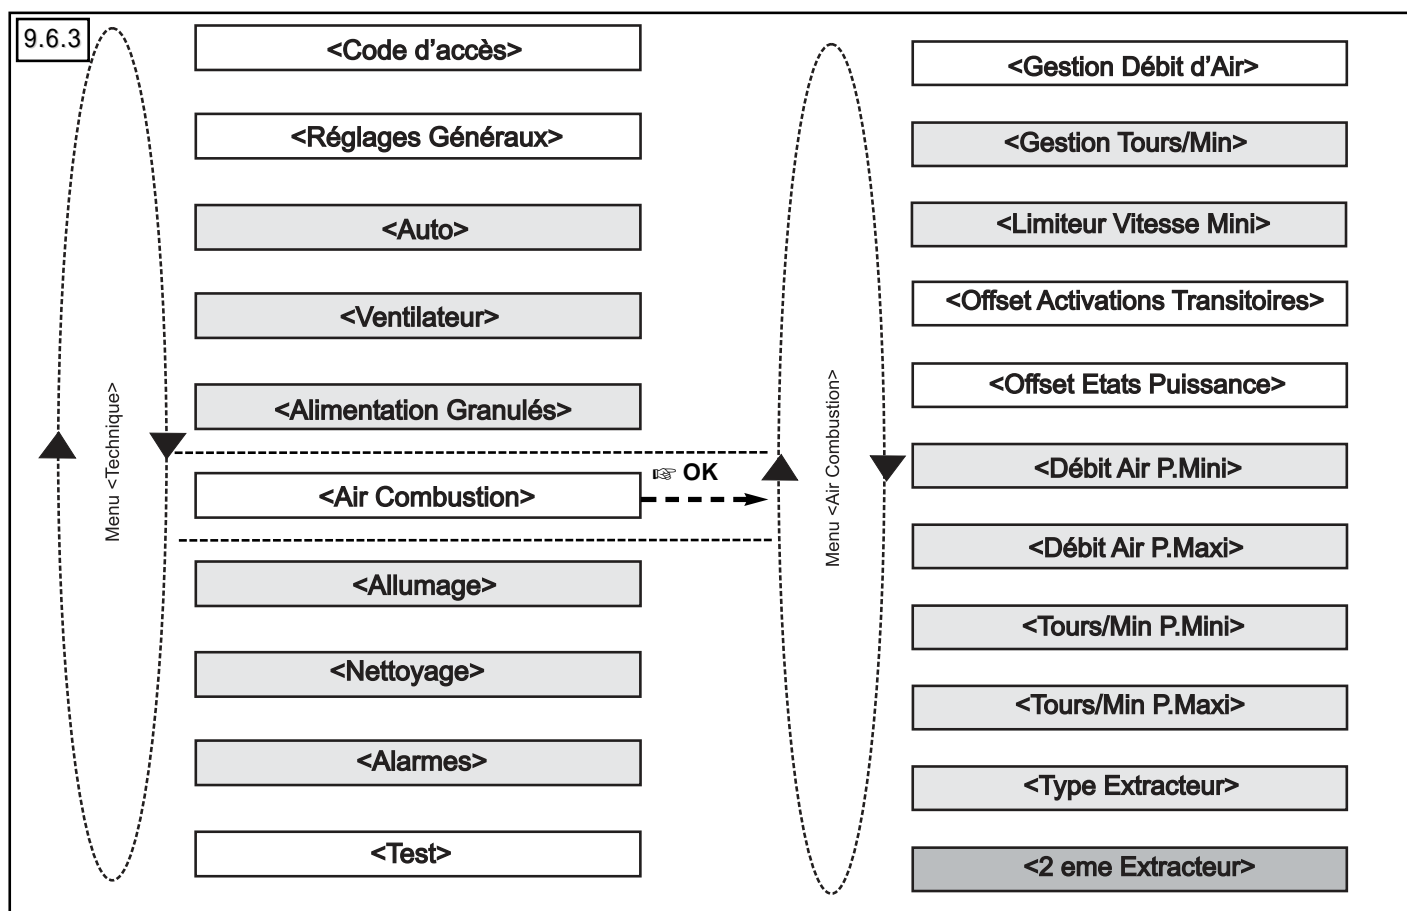 9.6.3
<Code d’accès>
<Réglages Généraux>
<Auto>
<Ventilateur>
<Alimentation Granulés>
<Air Combustion>
<Allumage>
<Nettoyage>
<Alarmes>
<Test>
Menu <Technique>
☞ OK
Menu <Air Combustion>
<Gestion Débit d’Air>
<Gestion Tours/Min>
<Limiteur Vitesse Mini>
<Offset Activations Transitoires>
<Offset Etats Puissance>
<Débit Air P.Mini>
<Débit Air P.Maxi>
<Tours/Min P.Mini>
<Tours/Min P.Maxi>
<Type Extracteur>
<2 eme Extracteur>